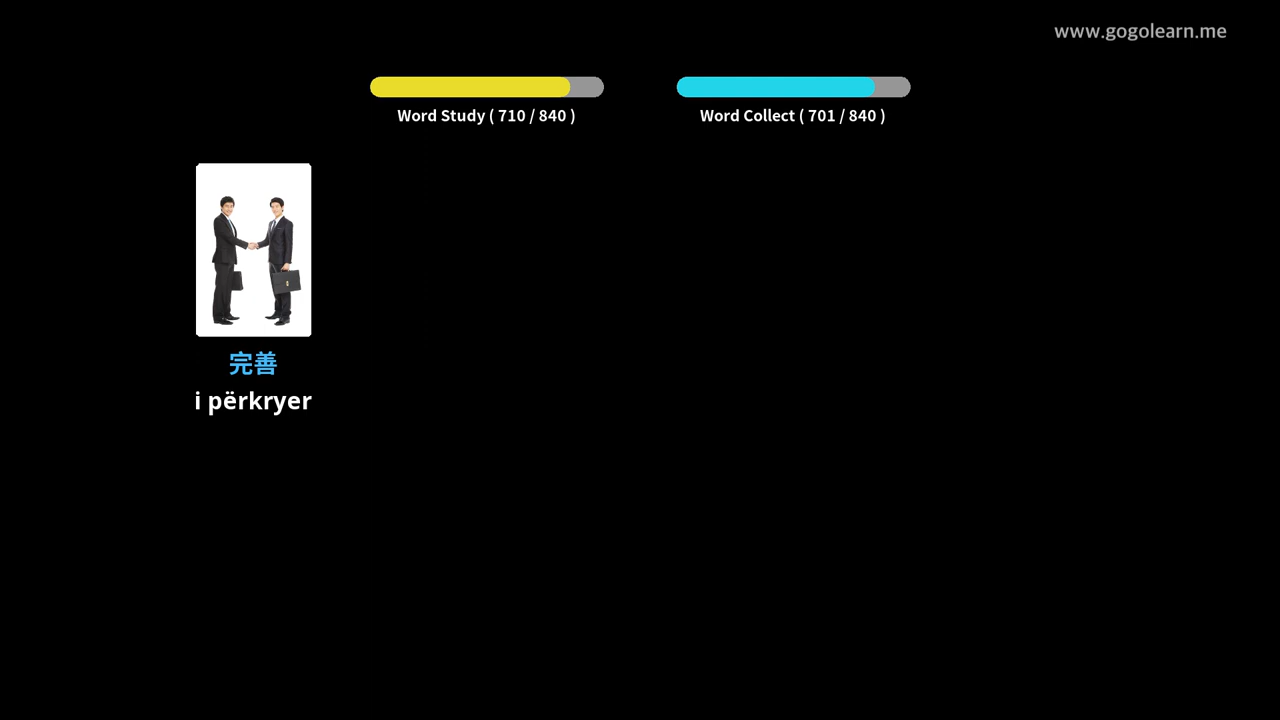 www.gogolearn.me
Word Study ( 710 / 840 )
Word Collect ( 701 / 840 )
完善
i përkryer